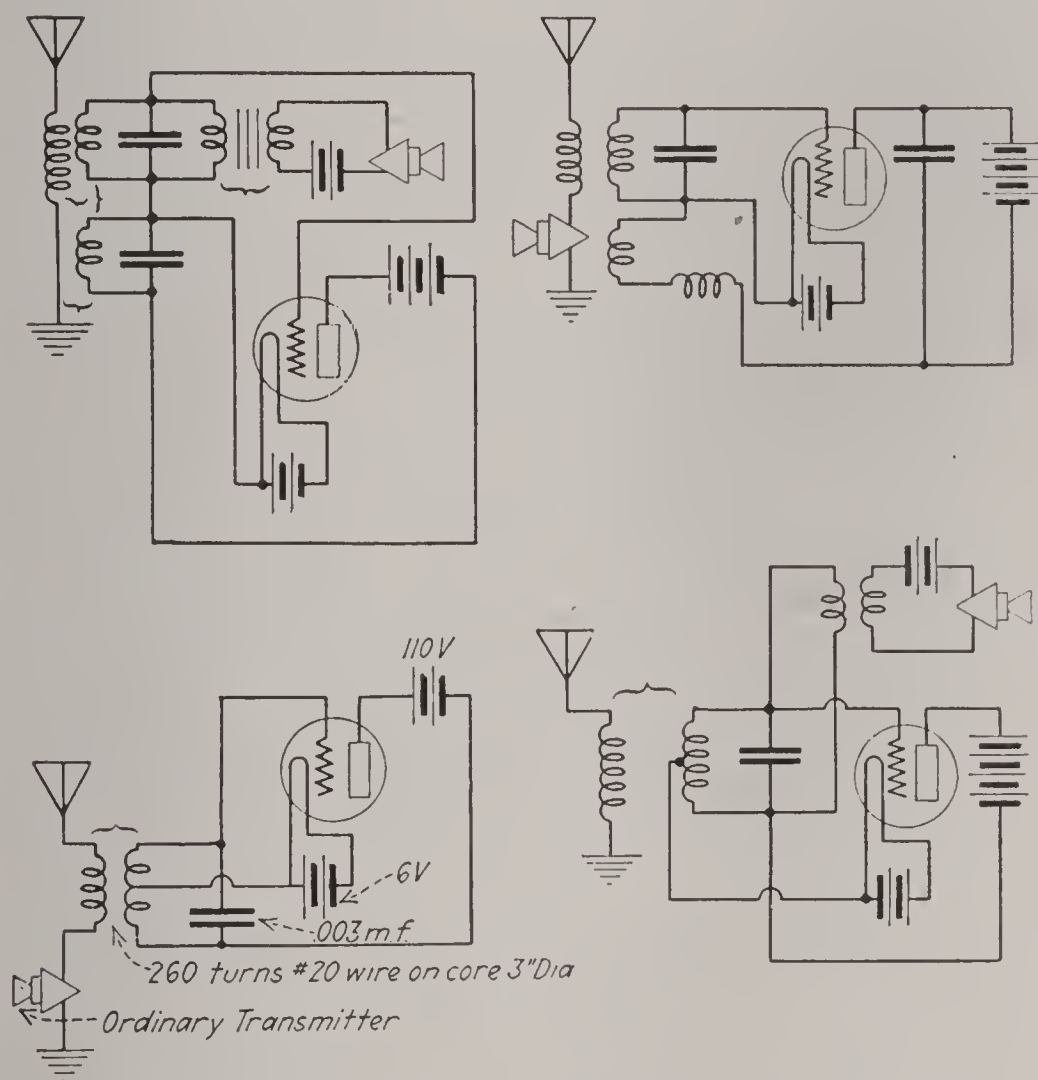 110V
6V
.003 m.f.
260 turns #20 wire on core 3"Dia
Ordinary Transmitter